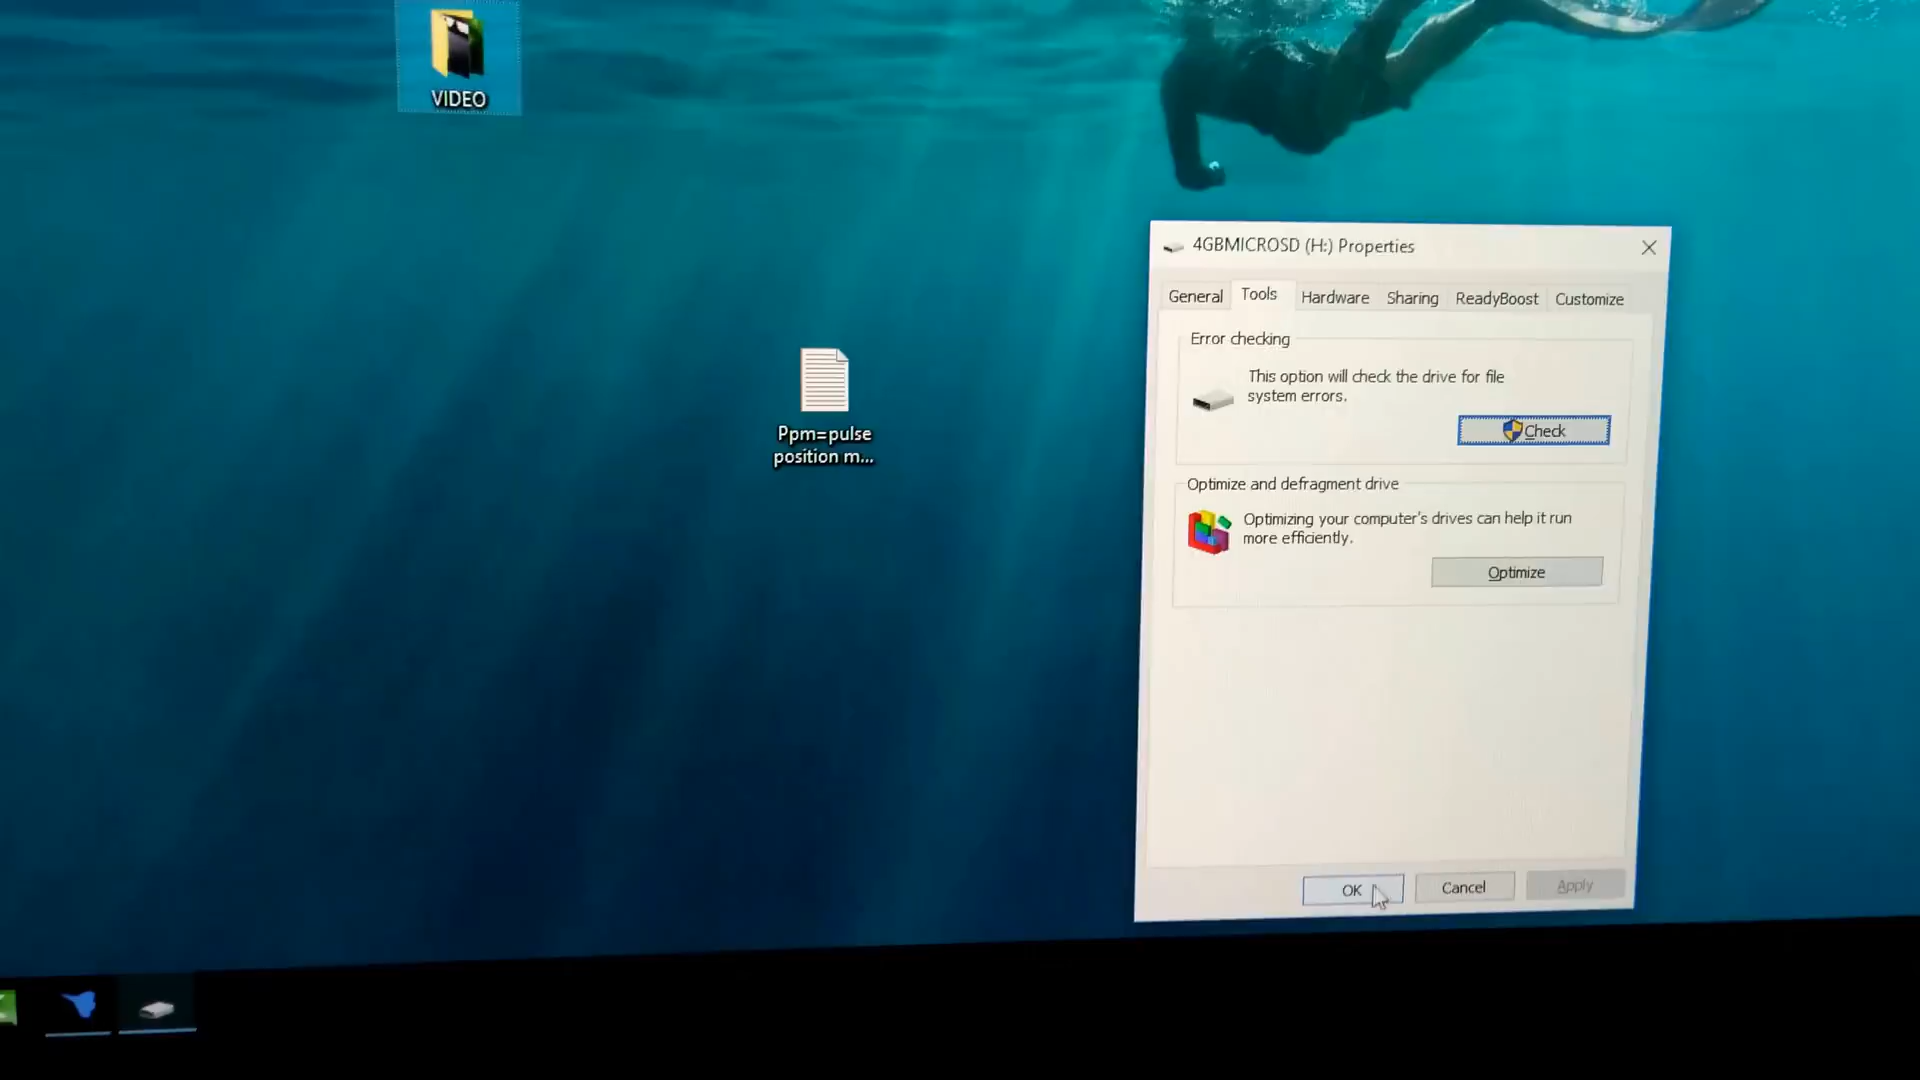 VIDEO
Ppm=pulse
position m...
4GBMICROSD (H:) Properties
General Tools Hardware Sharing ReadyBoost Customize
Error checking
This option will check the drive for file
system errors.
Check
Optimize and defragment drive
Optimizing your computer's drives can help it run
more efficiently.
Optimize
OK Cancel Apply